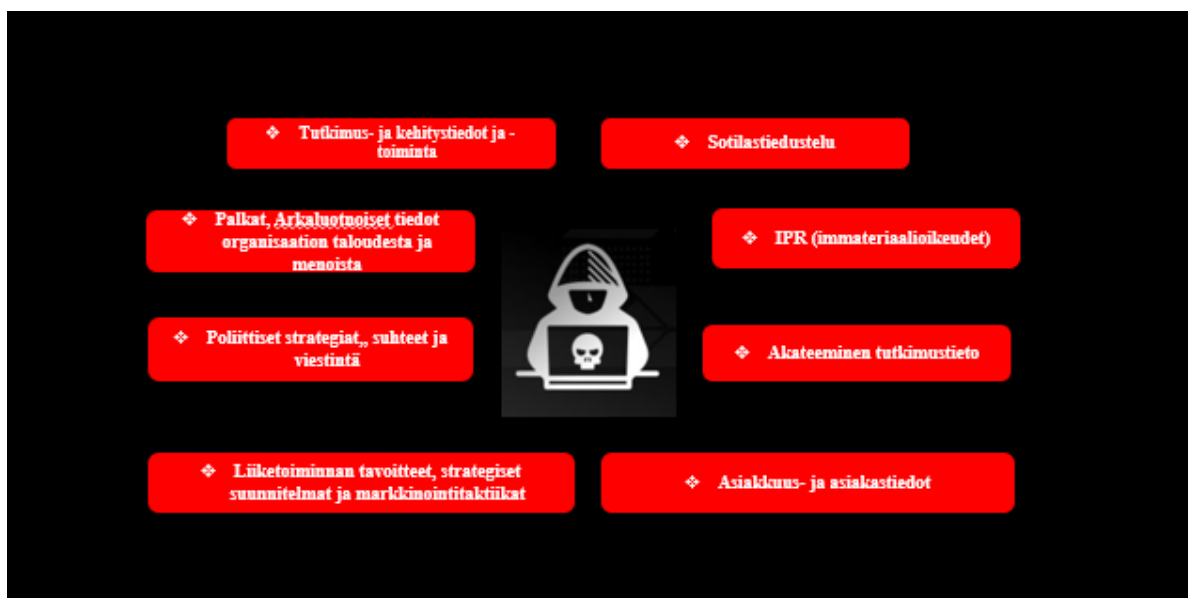 ❖ Tutkimus- ja kehitystiedot ja -
toiminta
❖ Sotilastiedustelu
❖ Palkat, Arkaluotnoiset tiedot
organisaation taloudesta ja
menoista
❖ IPR (immateriaalioikeudet)
❖ Poliittiset strategiat,, suhteet ja
viestintä
❖ Akateeminen tutkimustieto
❖ Liiketoiminnan tavoitteet, strategiset
suunnitelmat ja markkinointitaktiikat
❖ Asiakkuus- ja asiakastiedot